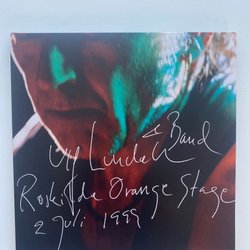 Ulf Lundell & Band
Roskilde Orange Stage
2 Juli 1999